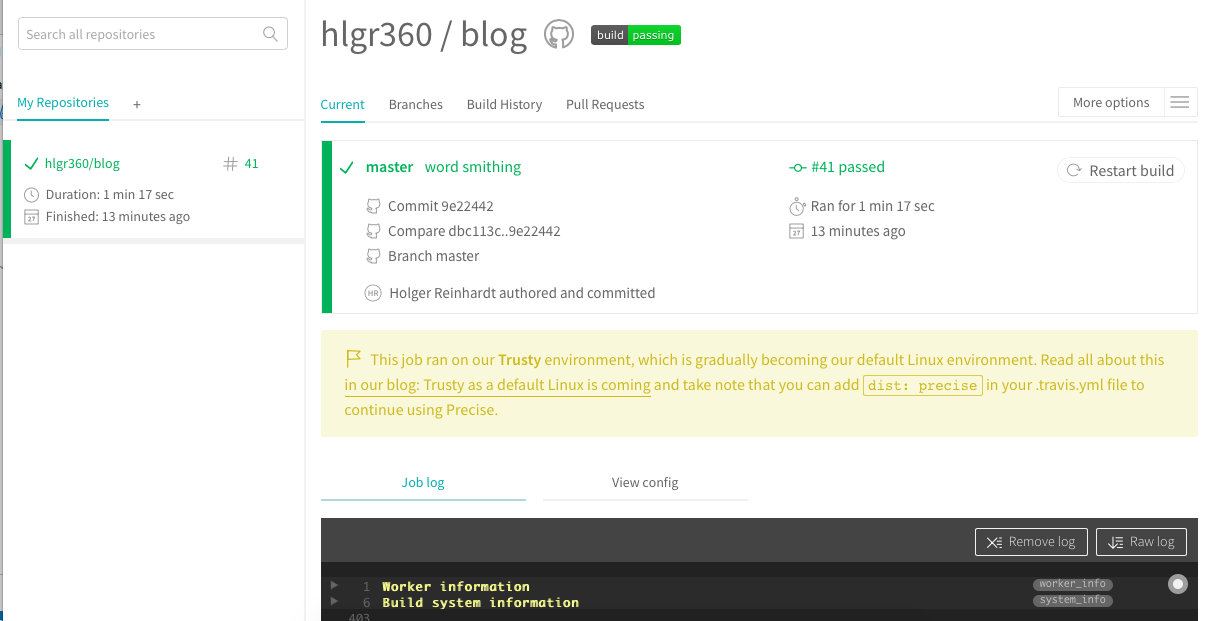 Search all repositories
My Repositories +
hlgr360/blog # 41
Duration: 1 min 17 sec
27 Finished: 13 minutes ago
hlgr360 / blog build passing
Current Branches Build History Pull Requests More options
master word smithing #41 passed Restart build
Commit 9e22442 Ran for 1 min 17 sec
Compare dbc113c..9e22442 27 13 minutes ago
Branch master
HR Holger Reinhardt authored and committed
This job ran on our Trusty environment, which is gradually becoming our default Linux environment. Read all about this
in our blog: Trusty as a default Linux is coming and take note that you can add dist: precise in your .travis.yml file to
continue using Precise.
Job log View config
Remove log Raw log
1 Worker information worker_info
6 Build system information system_info
403